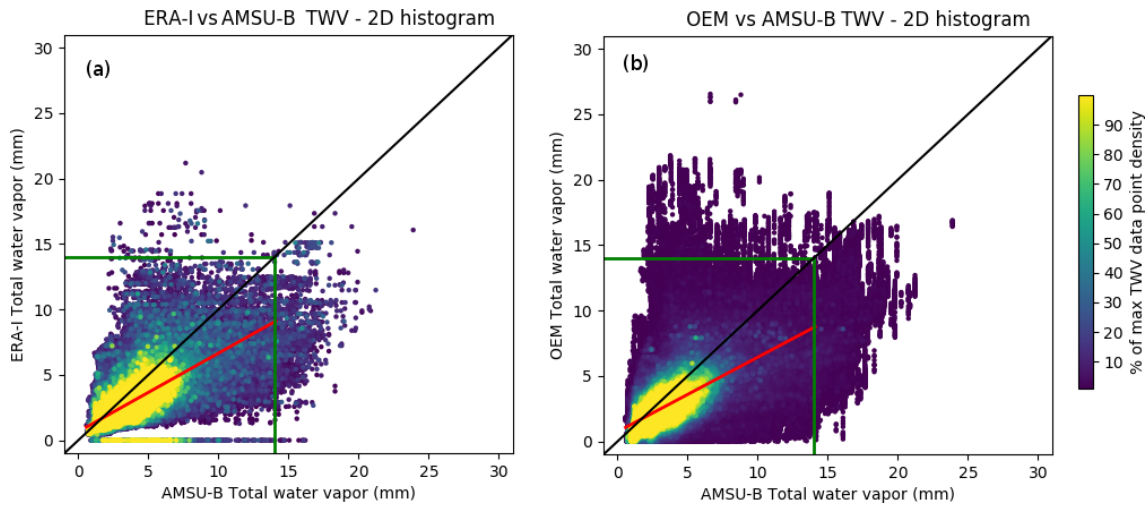 ERA-I vs AMSU-B  TWV - 2D histogram
(a)
ERA-I Total water vapor (mm)
30
25
20
15
10
5
0
0 5 10 15 20 25 30
AMSU-B Total water vapor (mm)
OEM vs AMSU-B TWV - 2D histogram
(b)
OEM Total water vapor (mm)
30
25
20
15
10
5
0
0 5 10 15 20 25 30
AMSU-B Total water vapor (mm)
90
80
70
60
50
40
30
20
10
% of max TWV data point density